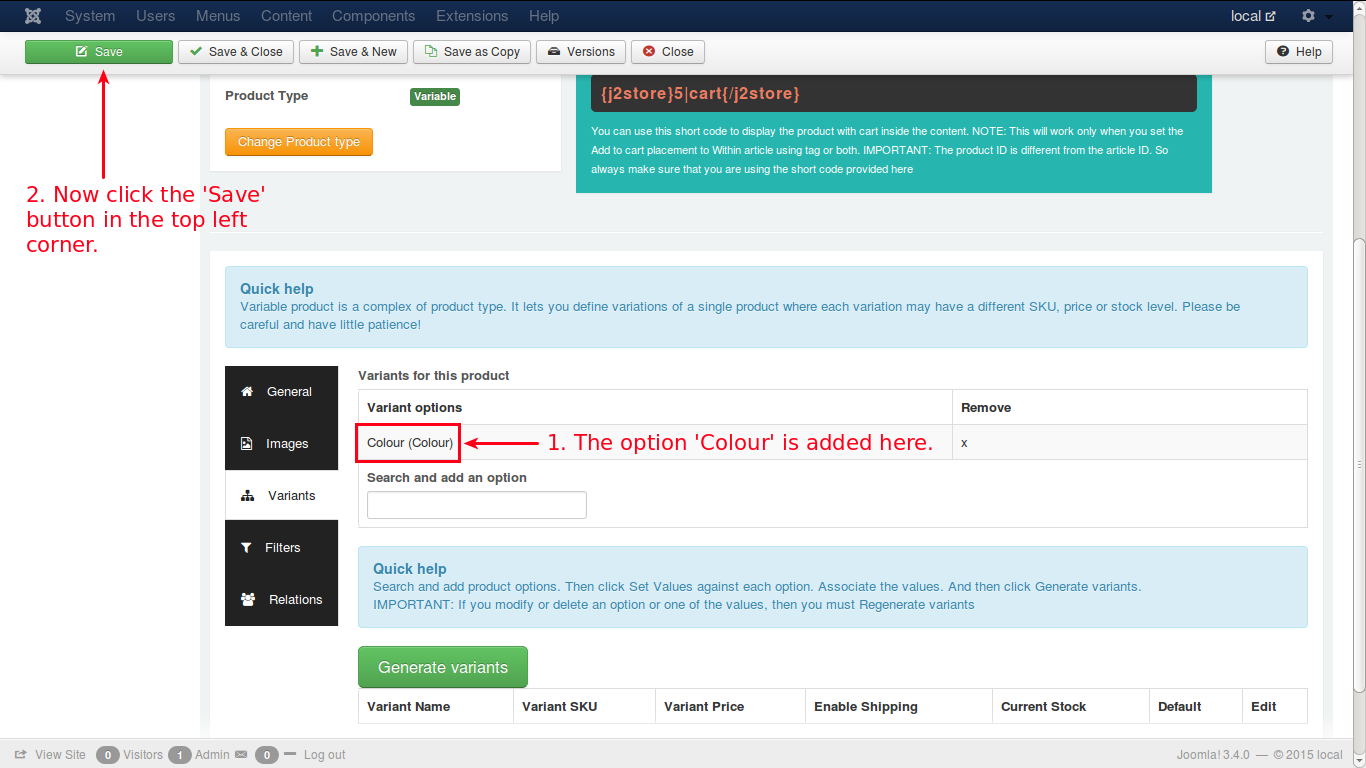 System Users Menus Content Components Extensions Help local
Save Save & Close Save & New Save as Copy Versions Close Help
Product Type Variable
Change Product type
{j2store}5|cart{/j2store}
You can use this short code to display the product with cart inside the content. NOTE: This will work only when you set the
Add to cart placement to Within article using tag or both. IMPORTANT: The product ID is different from the article ID. So
always make sure that you are using the short code provided here
2. Now click the 'Save'
button in the top left
corner.
Quick help
Variable product is a complex of product type. It lets you define variations of a single product where each variation may have a different SKU, price or stock level. Please be
careful and have little patience!
General
Images
Variants
Filters
Relations
Variants for this product
Variant options Remove
Colour (Colour) x
1. The option 'Colour' is added here.
Search and add an option
Quick help
Search and add product options. Then click Set Values against each option. Associate the values. And then click Generate variants.
IMPORTANT: If you modify or delete an option or one of the values, then you must Regenerate variants
Generate variants
Variant Name Variant SKU Variant Price Enable Shipping Current Stock Default Edit
View Site 0 Visitors 1 Admin 0 Log out Joomla! 3.4.0 — © 2015 local